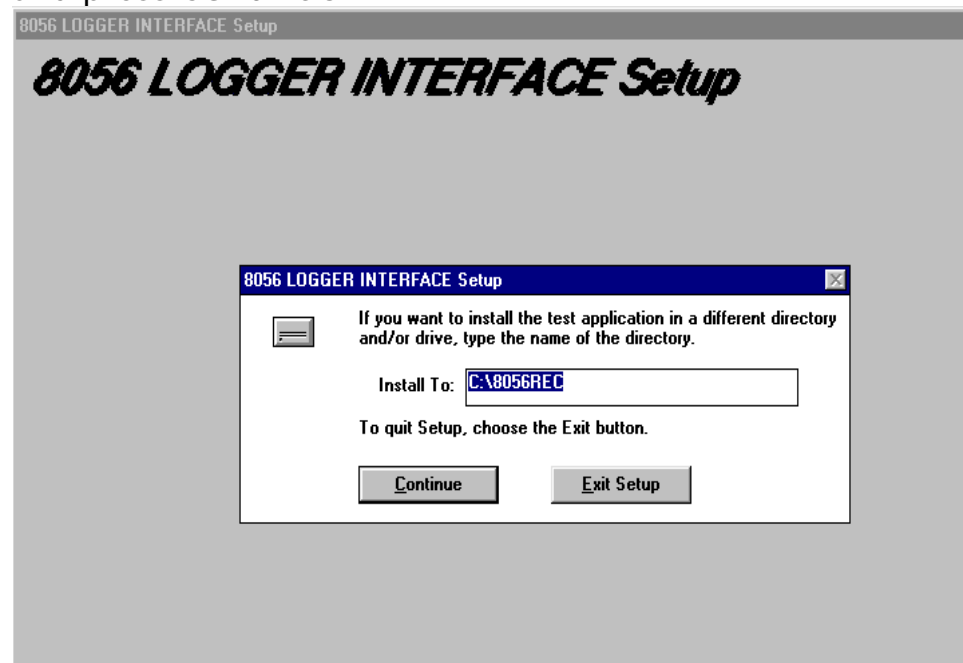 8056 LOGGER INTERFACE Setup
8056 LOGGER INTERFACE Setup
8056 LOGGER INTERFACE Setup
If you want to install the test application in a different directory
and/or drive, type the name of the directory.
Install To: C:\8056REC
To quit Setup, choose the Exit button.
Continue Exit Setup